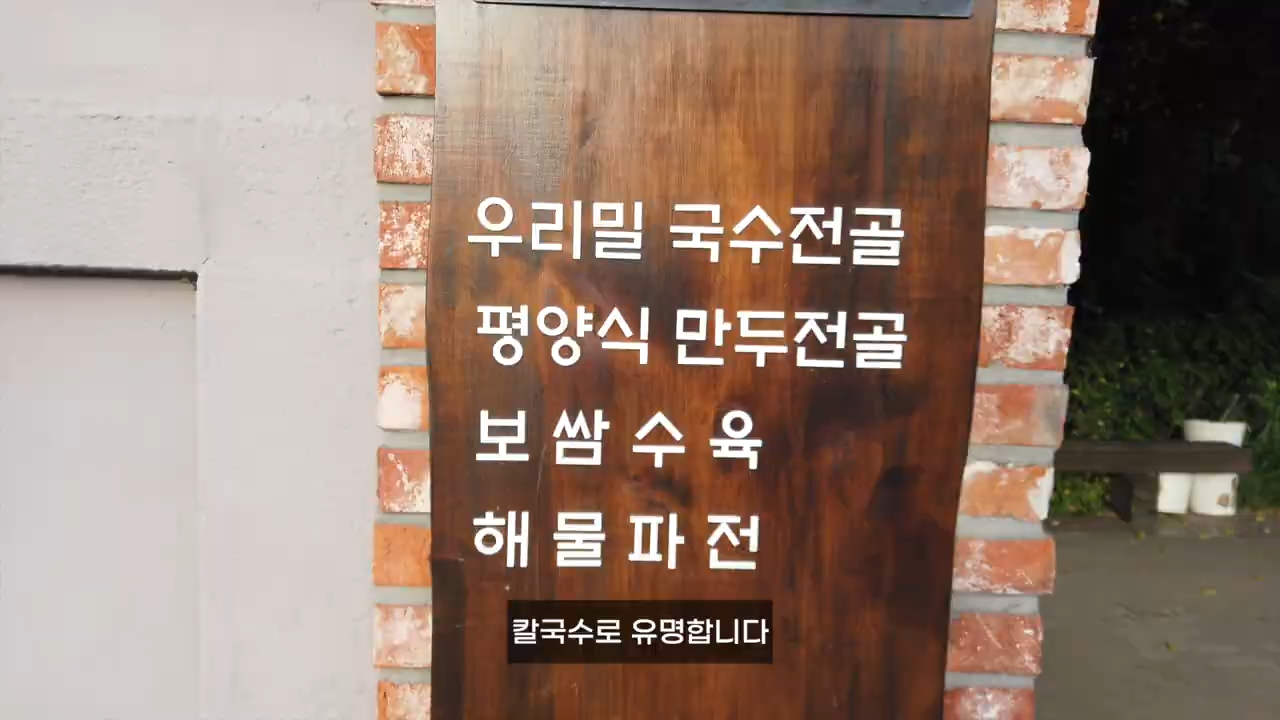 우리밀 국수전골
평양식 만두전골
보쌈수육
해물파전
칼국수로 유명합니다